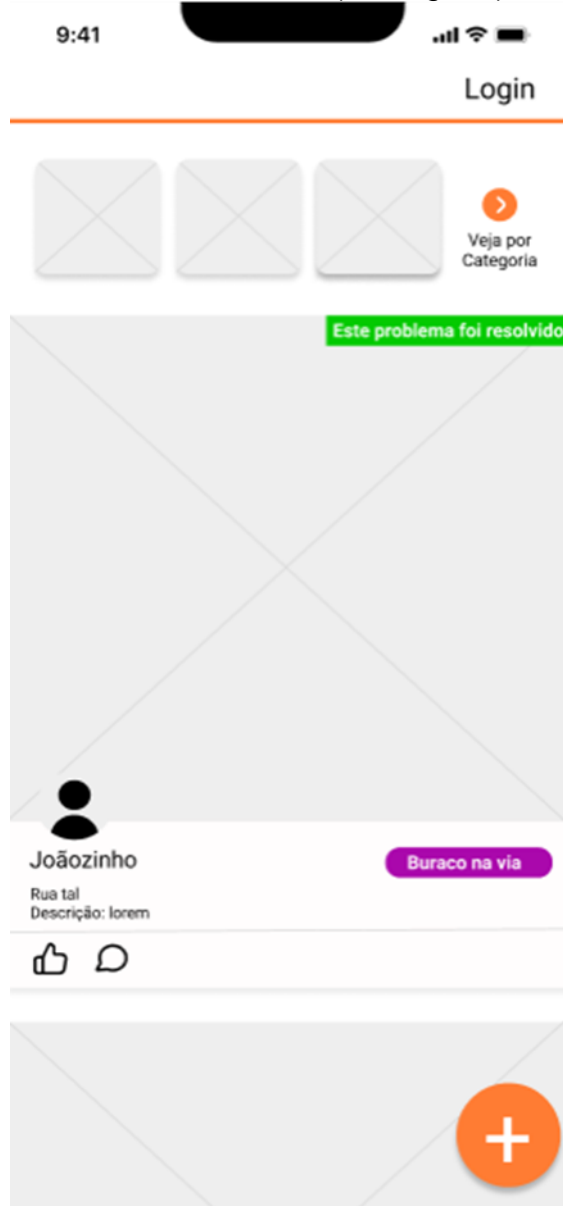 9:41
Login
Veja por
Categoria
Este problema foi resolvido
Joãozinho
Buraco na via
Rua tal
Descrição: lorem